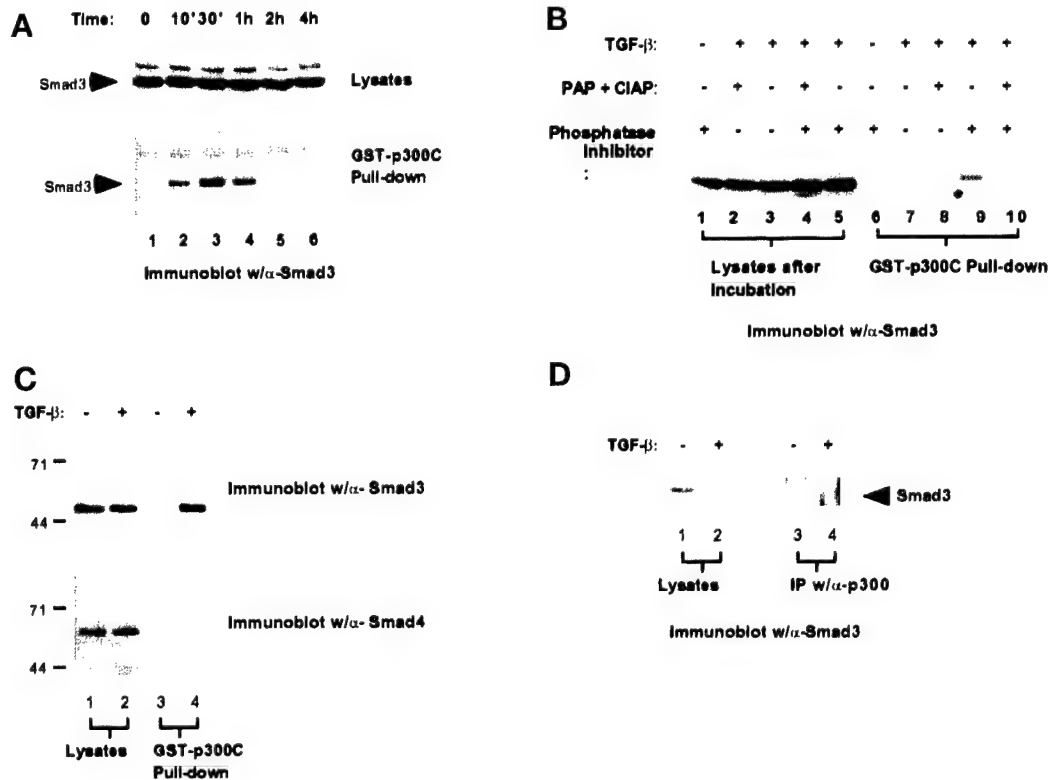 A
Time: 0 10' 30' 1h 2h 4h
Smad3
Lysates
GST-p300C
Pull-down
Smad3
1 2 3 4 5 6
Immunoblot w/α-Smad3
B
TGF-β: - + + + + - + + + +
PAP + CIAP: - + - + - - - + - +
Phosphatase + - - + + + - - + +
Inhibitor
:
1 2 3 4 5 6 7 8 9 10
Lysates after
Incubation
GST-p300C Pull-down
Immunoblot w/α-Smad3
C
TGF-β: - + - +
71
Immunoblot w/α- Smad3
44
71
Immunoblot w/α- Smad4
44
1 2 3 4
Lysates GST-p300C
Pull-down
D
TGF-β: - + - +
Smad3
1 2 3 4
Lysates IP w/α-p300
Immunoblot w/α-Smad3